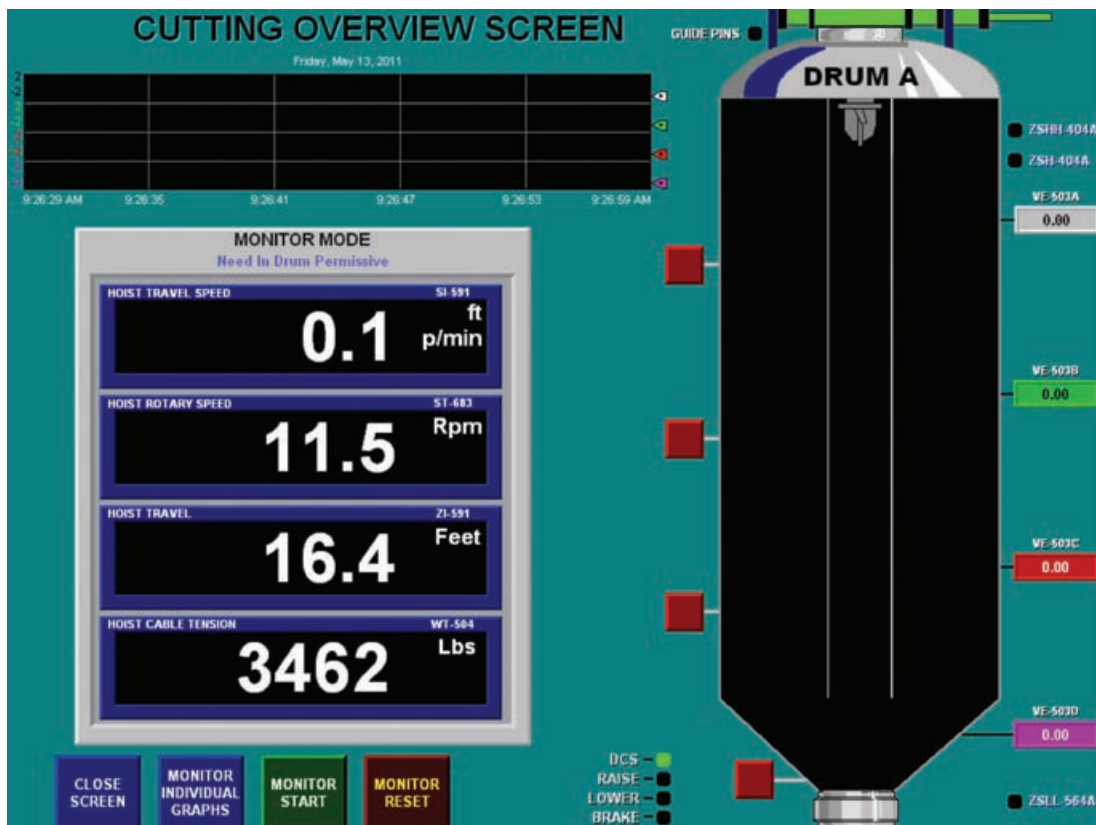 CUTTING OVERVIEW SCREEN
Friday, May 13, 2011
9:26:29 AM 9:26:35 9:26:41 9:26:47 9:26:53 9:26:59 AM
MONITOR MODE
Need In Drum Permissive
HOIST TRAVEL SPEED SI-591
0.1 ft
p/min
HOIST ROTARY SPEED ST-683
11.5 Rpm
HOIST TRAVEL ZI-591
16.4 Feet
HOIST CABLE TENSION WT-504
3462 Lbs
CLOSE
SCREEN
MONITOR
INDIVIDUAL
GRAPHS
MONITOR
START
MONITOR
RESET
GUIDE PINS
DRUM A
ZSHH-404A
ZSH-404A
VE-503A
0.00
VE-503B
0.00
VE-503C
0.00
VE-503D
0.00
DCS
RAISE
LOWER
BRAKE
ZSLL-564A